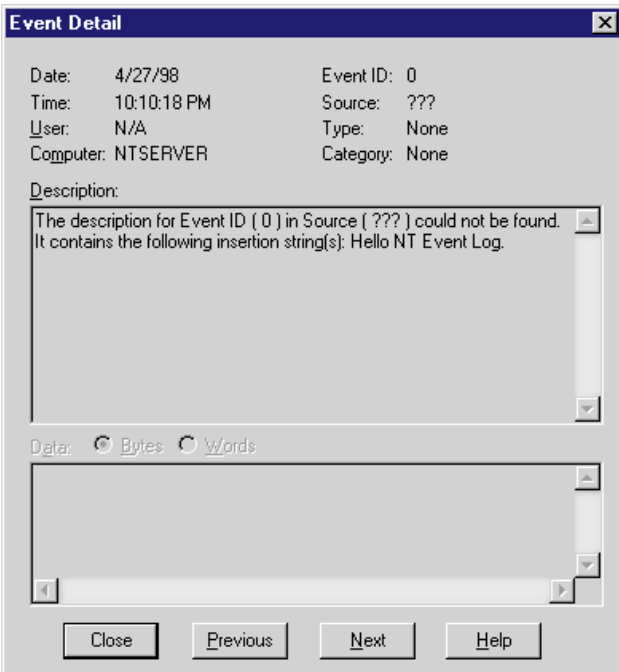 Event Detail
Date: 4/27/98 Event ID: 0
Time: 10:10:18 PM Source: ???
User: N/A Type: None
Computer: NTSERVER Category: None
Description:
The description for Event ID ( 0 ) in Source ( ??? ) could not be found.
It contains the following insertion string(s): Hello NT Event Log.
Data: Bytes Words
Close Previous Next Help